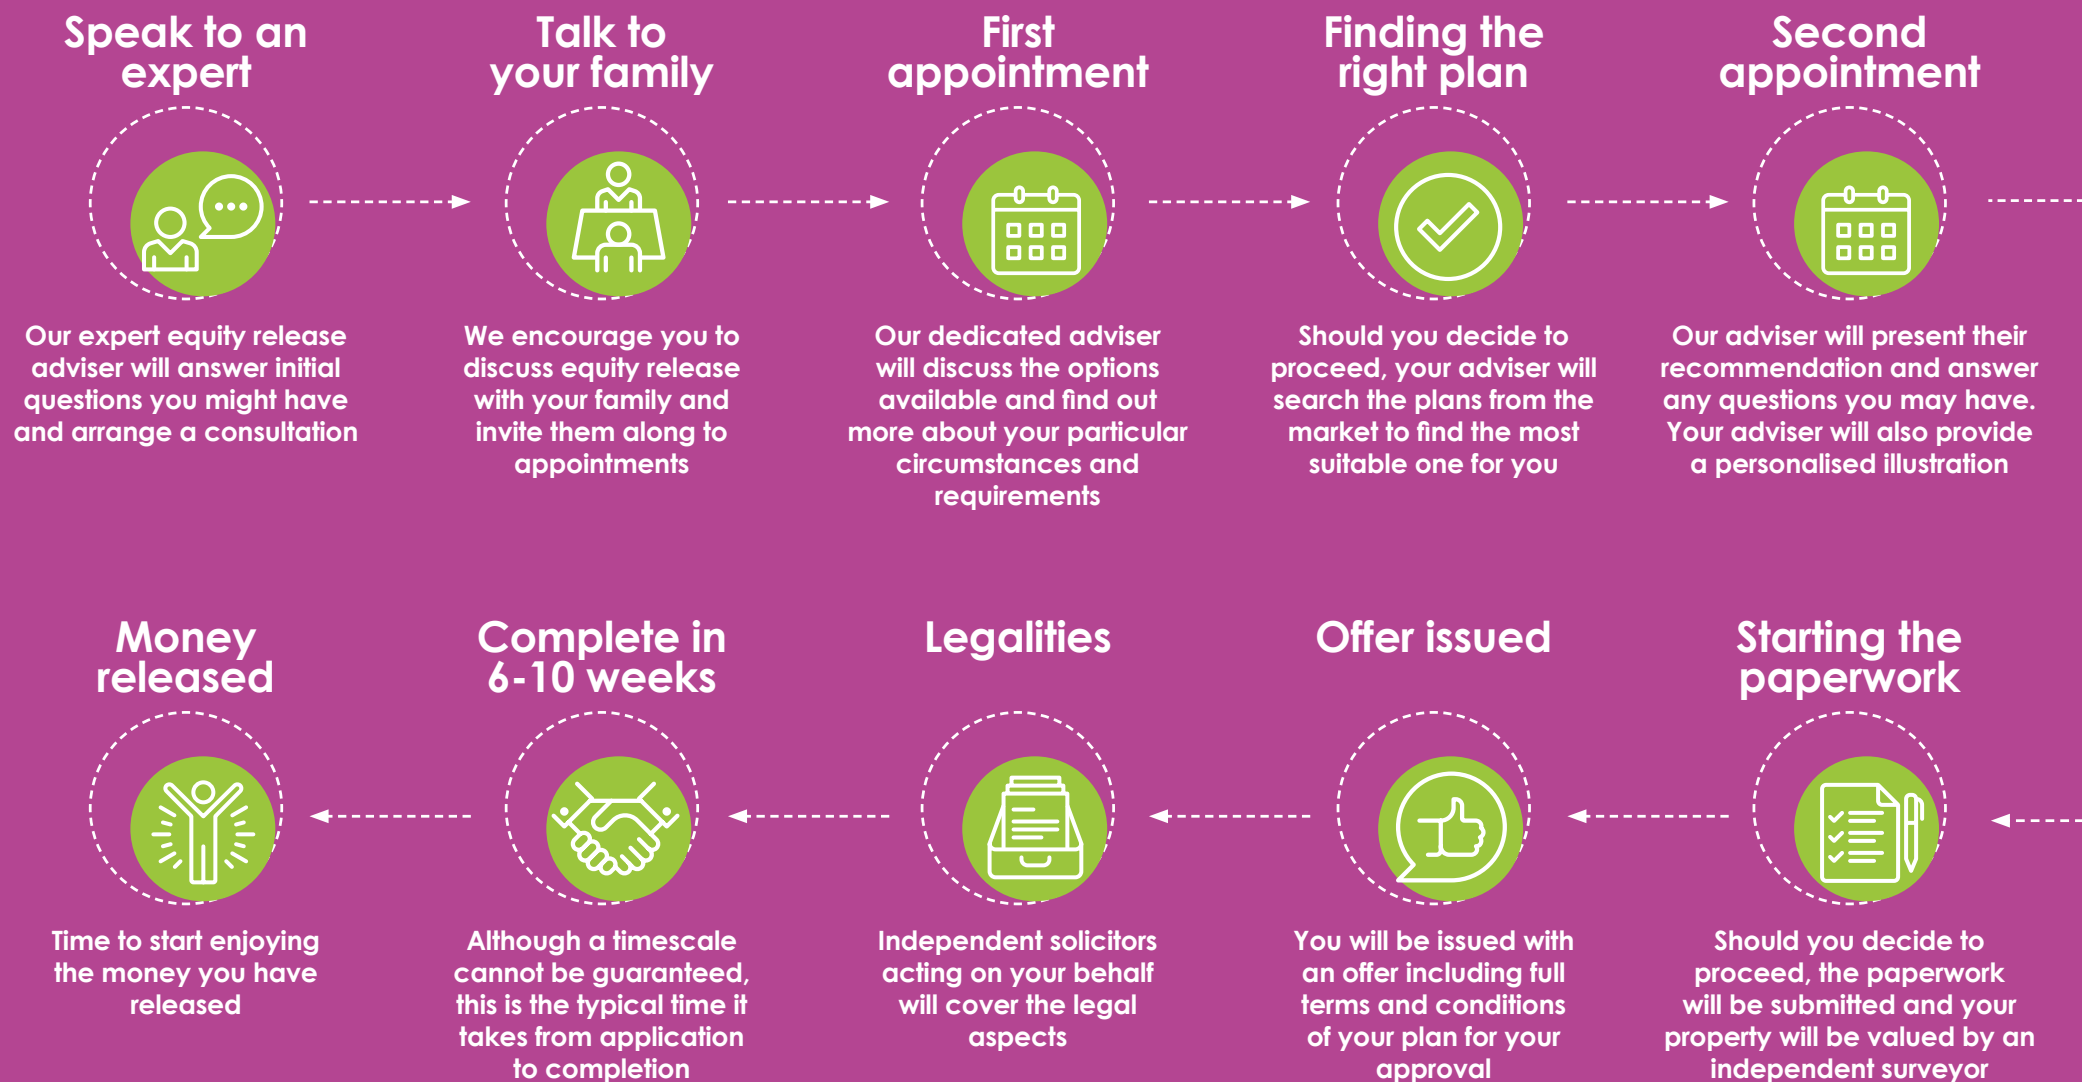 Speak to an
expert
Our expert equity release
adviser will answer initial
questions you might have
and arrange a consultation
Talk to
your family
We encourage you to
discuss equity release
with your family and
invite them along to
appointments
First
appointment
Our dedicated adviser
will discuss the options
available and find out
more about your particular
circumstances and
requirements
Finding the
right plan
Should you decide to
proceed, your adviser will
search the plans from the
market to find the most
suitable one for you
Second
appointment
Our adviser will present their
recommendation and answer
any questions you may have.
Your adviser will also provide
a personalised illustration
Starting the
paperwork
Should you decide to
proceed, the paperwork
will be submitted and your
property will be valued by an
independent surveyor
Offer issued
You will be issued with
an offer including full
terms and conditions
of your plan for your
approval
Legalities
Independent solicitors
acting on your behalf
will cover the legal
aspects
Complete in
6-10 weeks
Although a timescale
cannot be guaranteed,
this is the typical time it
takes from application
to completion
Money
released
Time to start enjoying
the money you have
released